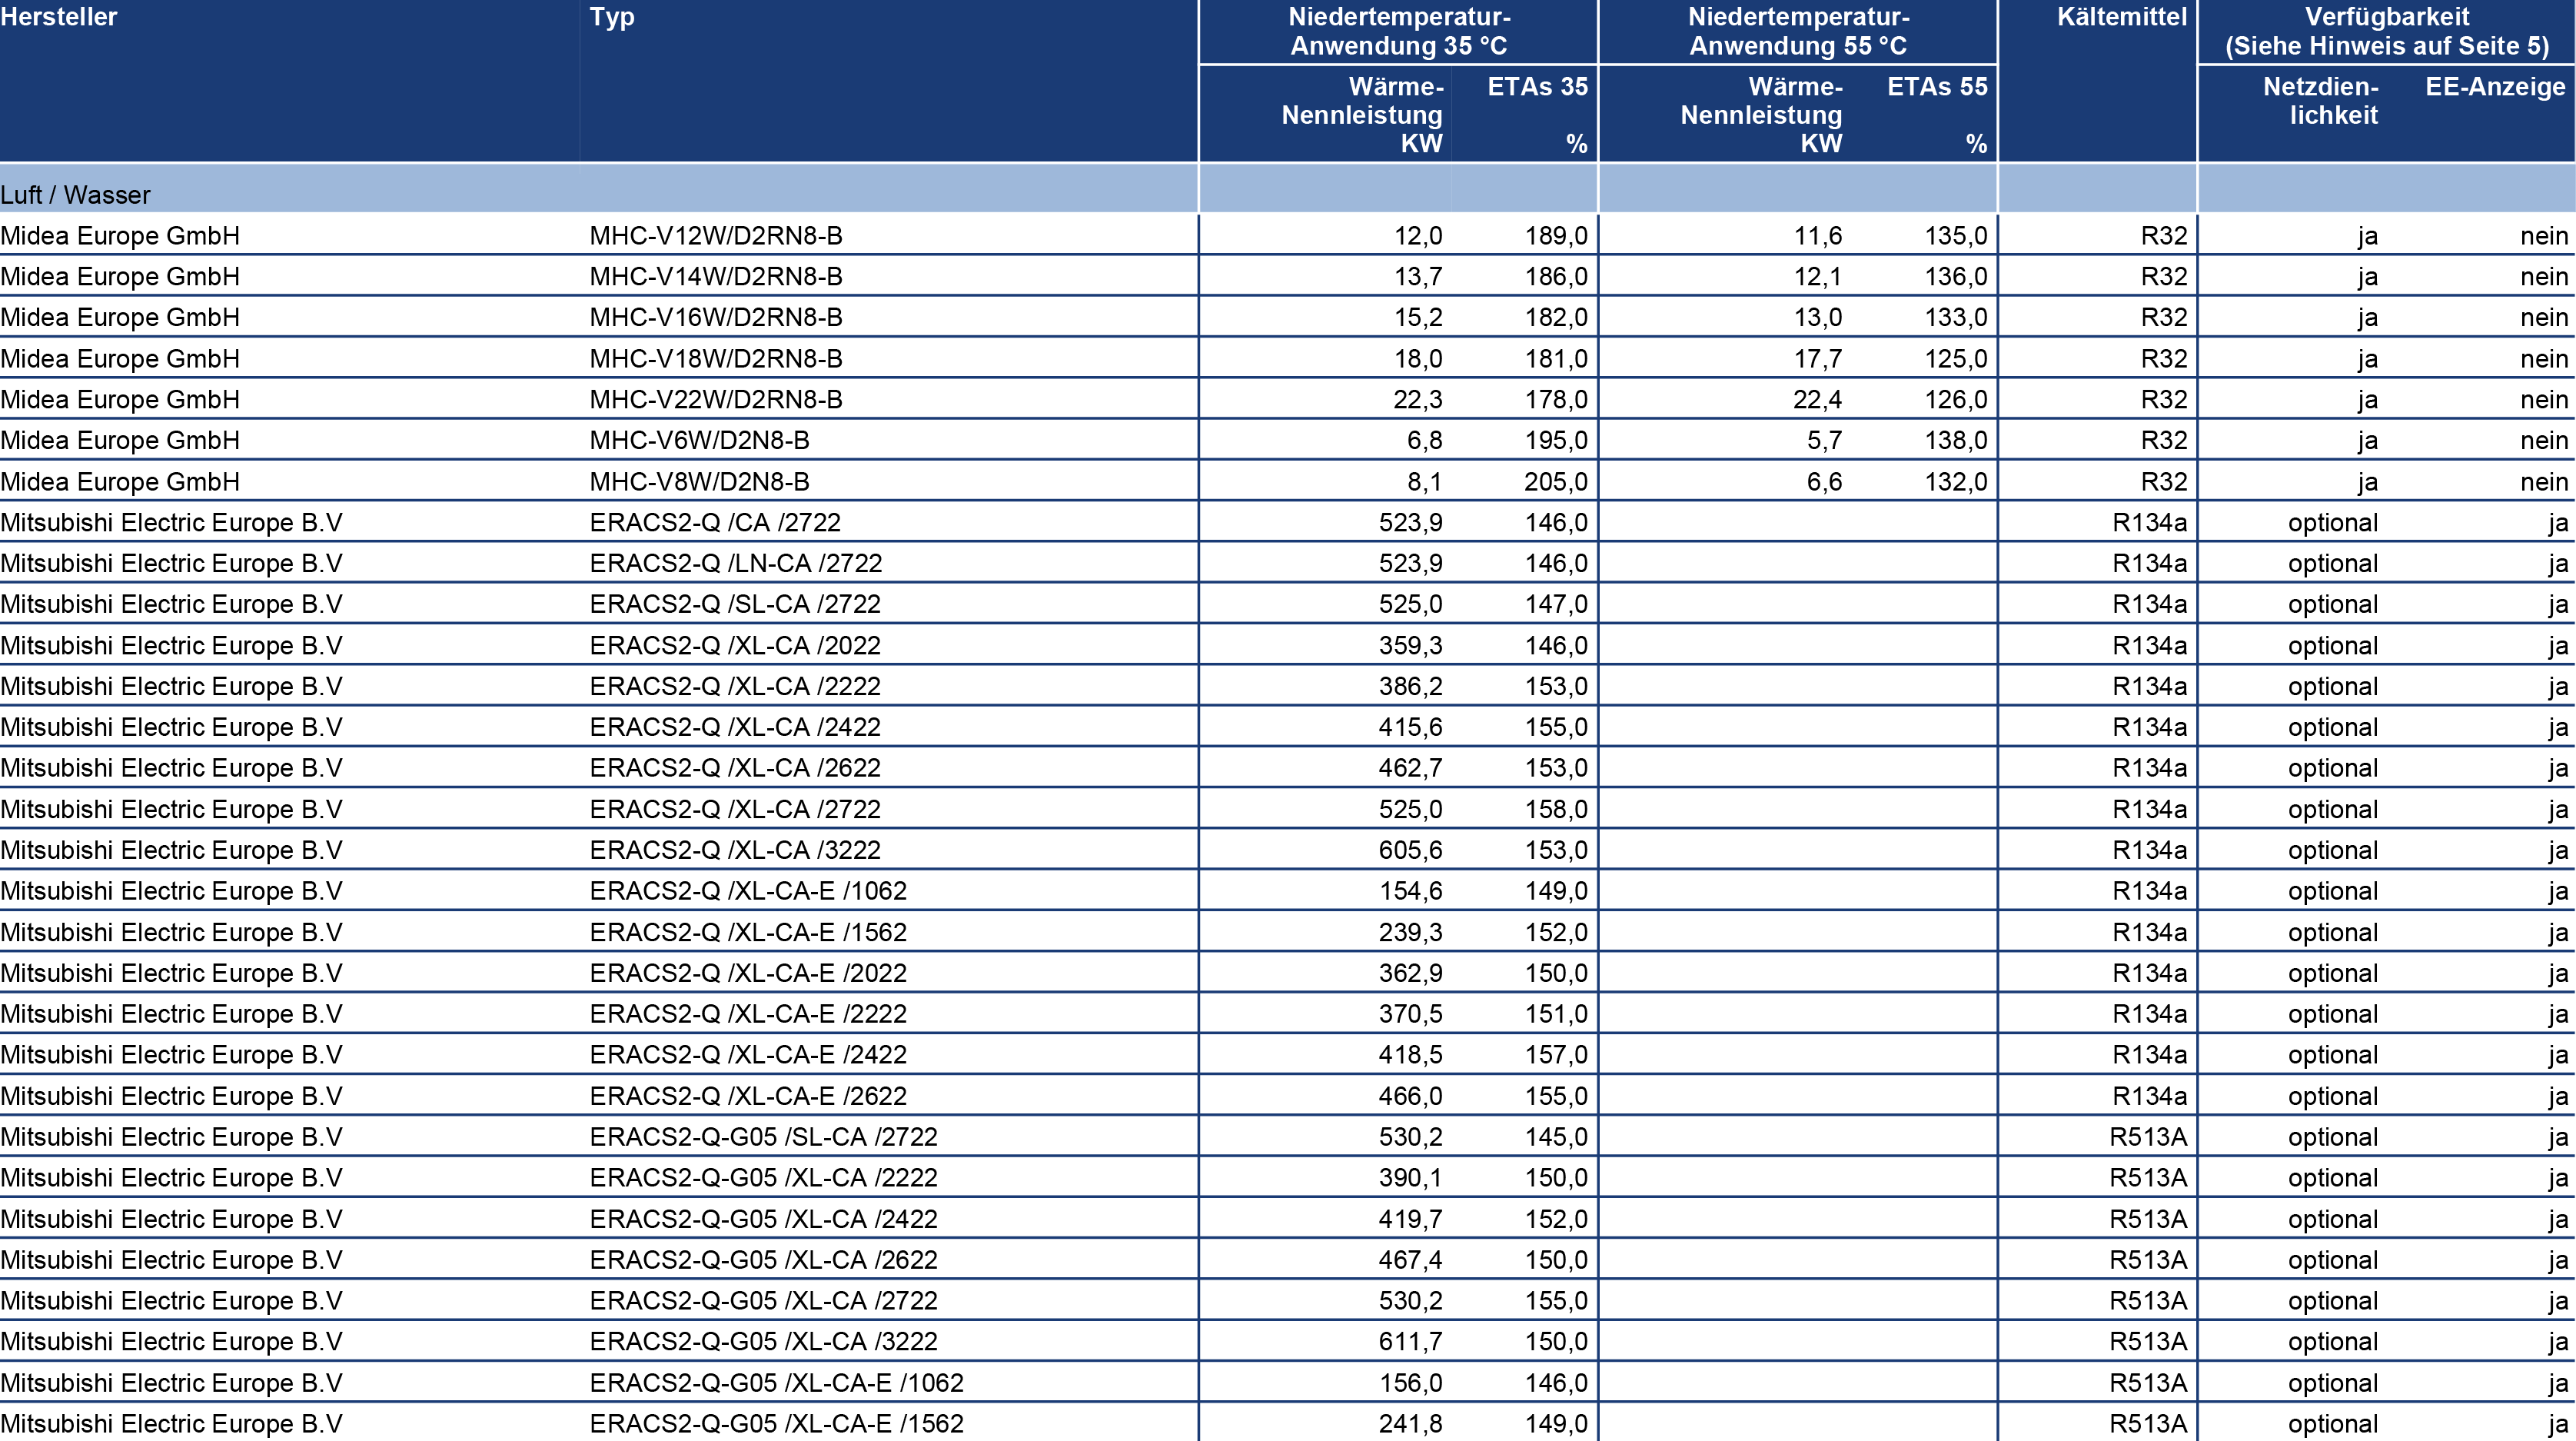 Hersteller Typ Niedertemperatur- Niedertemperatur- Kältemittel Verfügbarkeit
Anwendung 35 °C Anwendung 55 °C (Siehe Hinweis auf Seite 5)
Wärme- ETAs 35 Wärme- ETAs 55 Netzdien- EE-Anzeige
Nennleistung Nennleistung lichkeit
KW % KW %
Luft / Wasser
Midea Europe GmbH MHC-V12W/D2RN8-B 12,0 189,0 11,6 135,0 R32 ja nein
Midea Europe GmbH MHC-V14W/D2RN8-B 13,7 186,0 12,1 136,0 R32 ja nein
Midea Europe GmbH MHC-V16W/D2RN8-B 15,2 182,0 13,0 133,0 R32 ja nein
Midea Europe GmbH MHC-V18W/D2RN8-B 18,0 181,0 17,7 125,0 R32 ja nein
Midea Europe GmbH MHC-V22W/D2RN8-B 22,3 178,0 22,4 126,0 R32 ja nein
Midea Europe GmbH MHC-V6W/D2N8-B 6,8 195,0 5,7 138,0 R32 ja nein
Midea Europe GmbH MHC-V8W/D2N8-B 8,1 205,0 6,6 132,0 R32 ja nein
Mitsubishi Electric Europe B.V ERACS2-Q /CA /2722 523,9 146,0 R134a optional ja
Mitsubishi Electric Europe B.V ERACS2-Q /LN-CA /2722 523,9 146,0 R134a optional ja
Mitsubishi Electric Europe B.V ERACS2-Q /SL-CA /2722 525,0 147,0 R134a optional ja
Mitsubishi Electric Europe B.V ERACS2-Q /XL-CA /2022 359,3 146,0 R134a optional ja
Mitsubishi Electric Europe B.V ERACS2-Q /XL-CA /2222 386,2 153,0 R134a optional ja
Mitsubishi Electric Europe B.V ERACS2-Q /XL-CA /2422 415,6 155,0 R134a optional ja
Mitsubishi Electric Europe B.V ERACS2-Q /XL-CA /2622 462,7 153,0 R134a optional ja
Mitsubishi Electric Europe B.V ERACS2-Q /XL-CA /2722 525,0 158,0 R134a optional ja
Mitsubishi Electric Europe B.V ERACS2-Q /XL-CA /3222 605,6 153,0 R134a optional ja
Mitsubishi Electric Europe B.V ERACS2-Q /XL-CA-E /1062 154,6 149,0 R134a optional ja
Mitsubishi Electric Europe B.V ERACS2-Q /XL-CA-E /1562 239,3 152,0 R134a optional ja
Mitsubishi Electric Europe B.V ERACS2-Q /XL-CA-E /2022 362,9 150,0 R134a optional ja
Mitsubishi Electric Europe B.V ERACS2-Q /XL-CA-E /2222 370,5 151,0 R134a optional ja
Mitsubishi Electric Europe B.V ERACS2-Q /XL-CA-E /2422 418,5 157,0 R134a optional ja
Mitsubishi Electric Europe B.V ERACS2-Q /XL-CA-E /2622 466,0 155,0 R134a optional ja
Mitsubishi Electric Europe B.V ERACS2-Q-G05 /SL-CA /2722 530,2 145,0 R513A optional ja
Mitsubishi Electric Europe B.V ERACS2-Q-G05 /XL-CA /2222 390,1 150,0 R513A optional ja
Mitsubishi Electric Europe B.V ERACS2-Q-G05 /XL-CA /2422 419,7 152,0 R513A optional ja
Mitsubishi Electric Europe B.V ERACS2-Q-G05 /XL-CA /2622 467,4 150,0 R513A optional ja
Mitsubishi Electric Europe B.V ERACS2-Q-G05 /XL-CA /2722 530,2 155,0 R513A optional ja
Mitsubishi Electric Europe B.V ERACS2-Q-G05 /XL-CA /3222 611,7 150,0 R513A optional ja
Mitsubishi Electric Europe B.V ERACS2-Q-G05 /XL-CA-E /1062 156,0 146,0 R513A optional ja
Mitsubishi Electric Europe B.V ERACS2-Q-G05 /XL-CA-E /1562 241,8 149,0 R513A optional ja